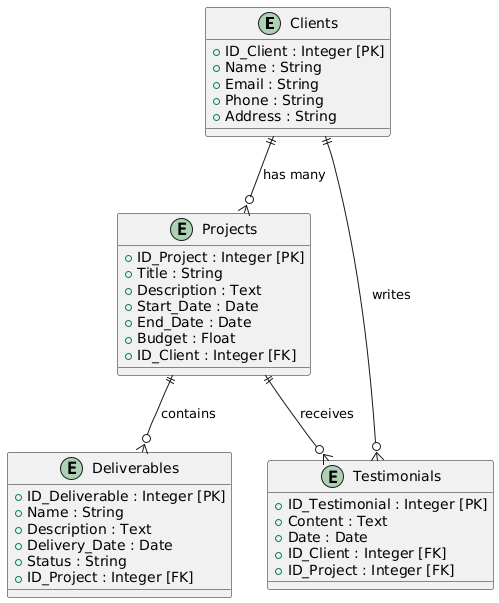 E Clients
ID_Client : Integer [PK]
Name : String
Email : String
Phone : String
Address : String
has many
E Projects
ID_Project : Integer [PK]
Title : String
Description : Text
Start_Date : Date
End_Date : Date
Budget : Float
ID_Client : Integer [FK]
writes
contains
receives
E Deliverables
ID_Deliverable : Integer [PK]
Name : String
Description : Text
Delivery_Date : Date
Status : String
ID_Project : Integer [FK]
E Testimonials
ID_Testimonial : Integer [PK]
Content : Text
Date : Date
ID_Client : Integer [FK]
ID_Project : Integer [FK]